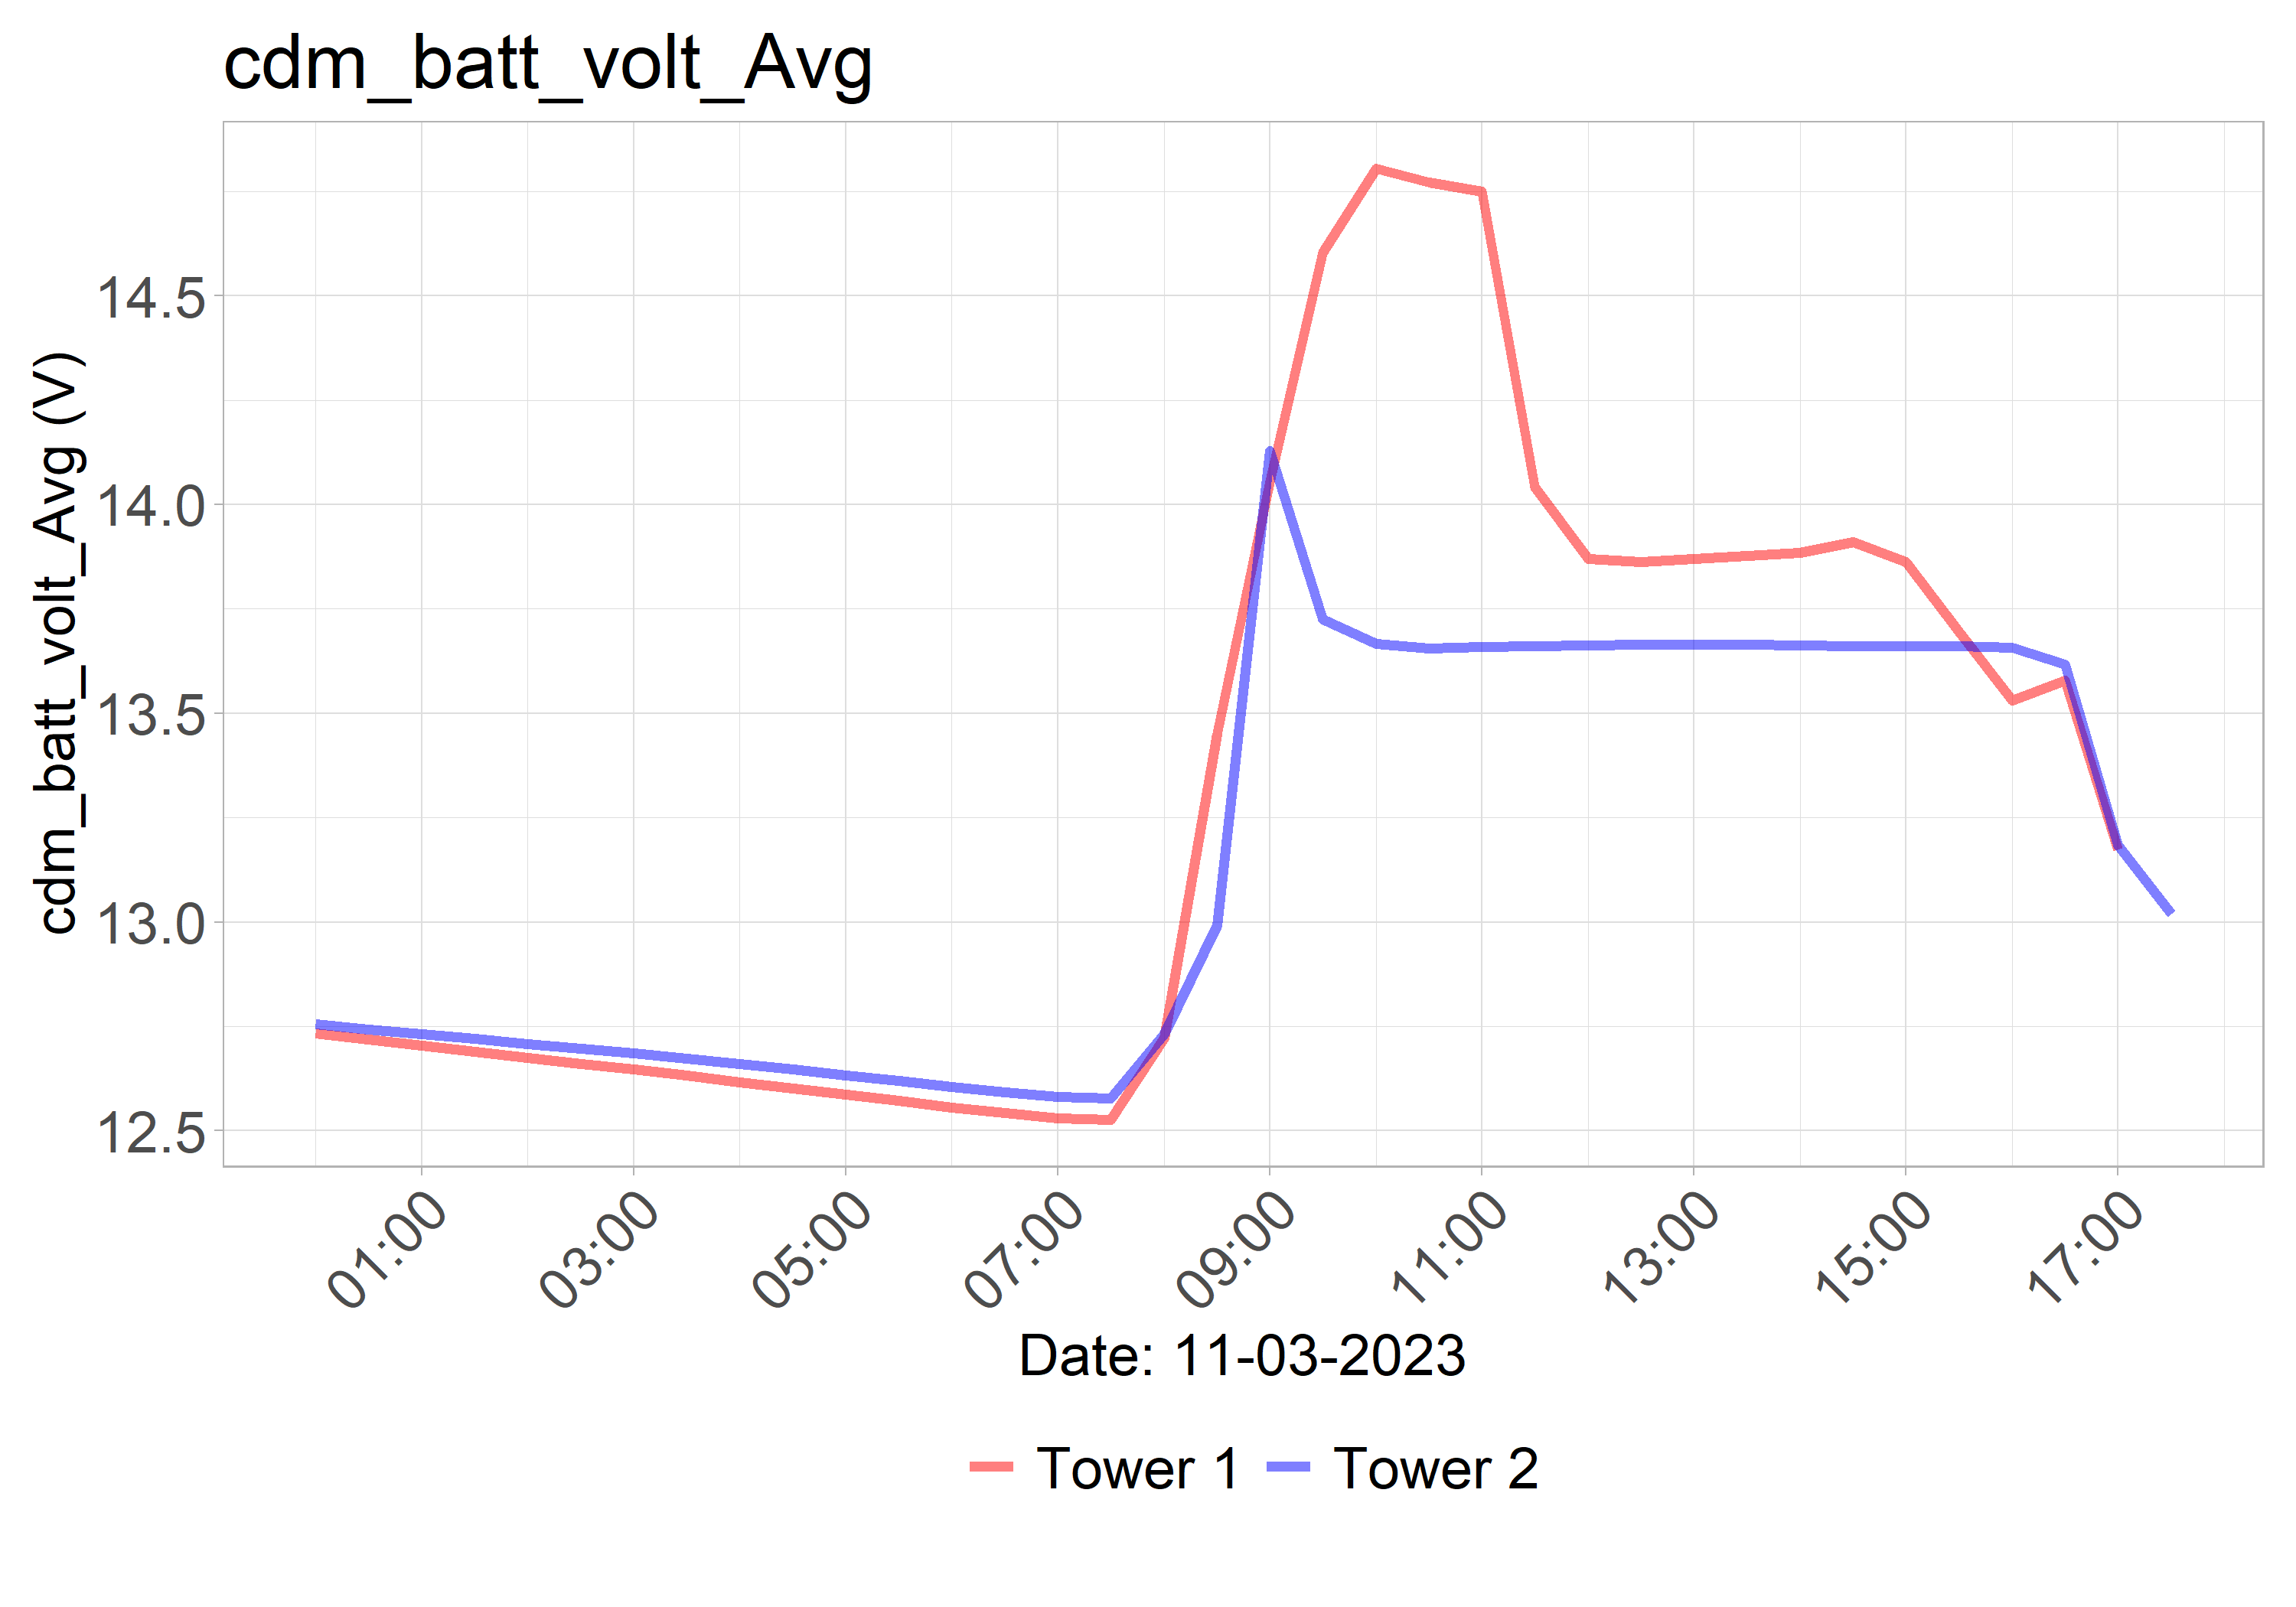 cdm_batt_volt_Avg
cdm_batt_volt_Avg (V)
14.5
14.0
13.5
13.0
12.5
01:00
03:00
05:00
07:00
09:00
11:00
13:00
15:00
17:00
Date: 11-03-2023
Tower 1
Tower 2